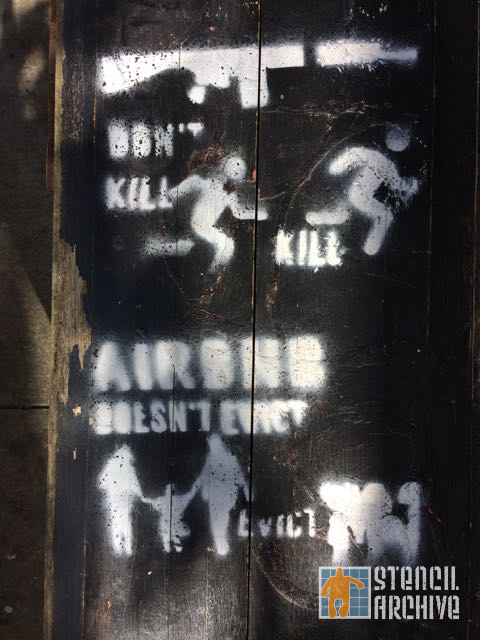 DON'T
KILL
KILL
AIRBNB
DOESN'T EVICT
EVICT
STENCIL
ARCHIVE